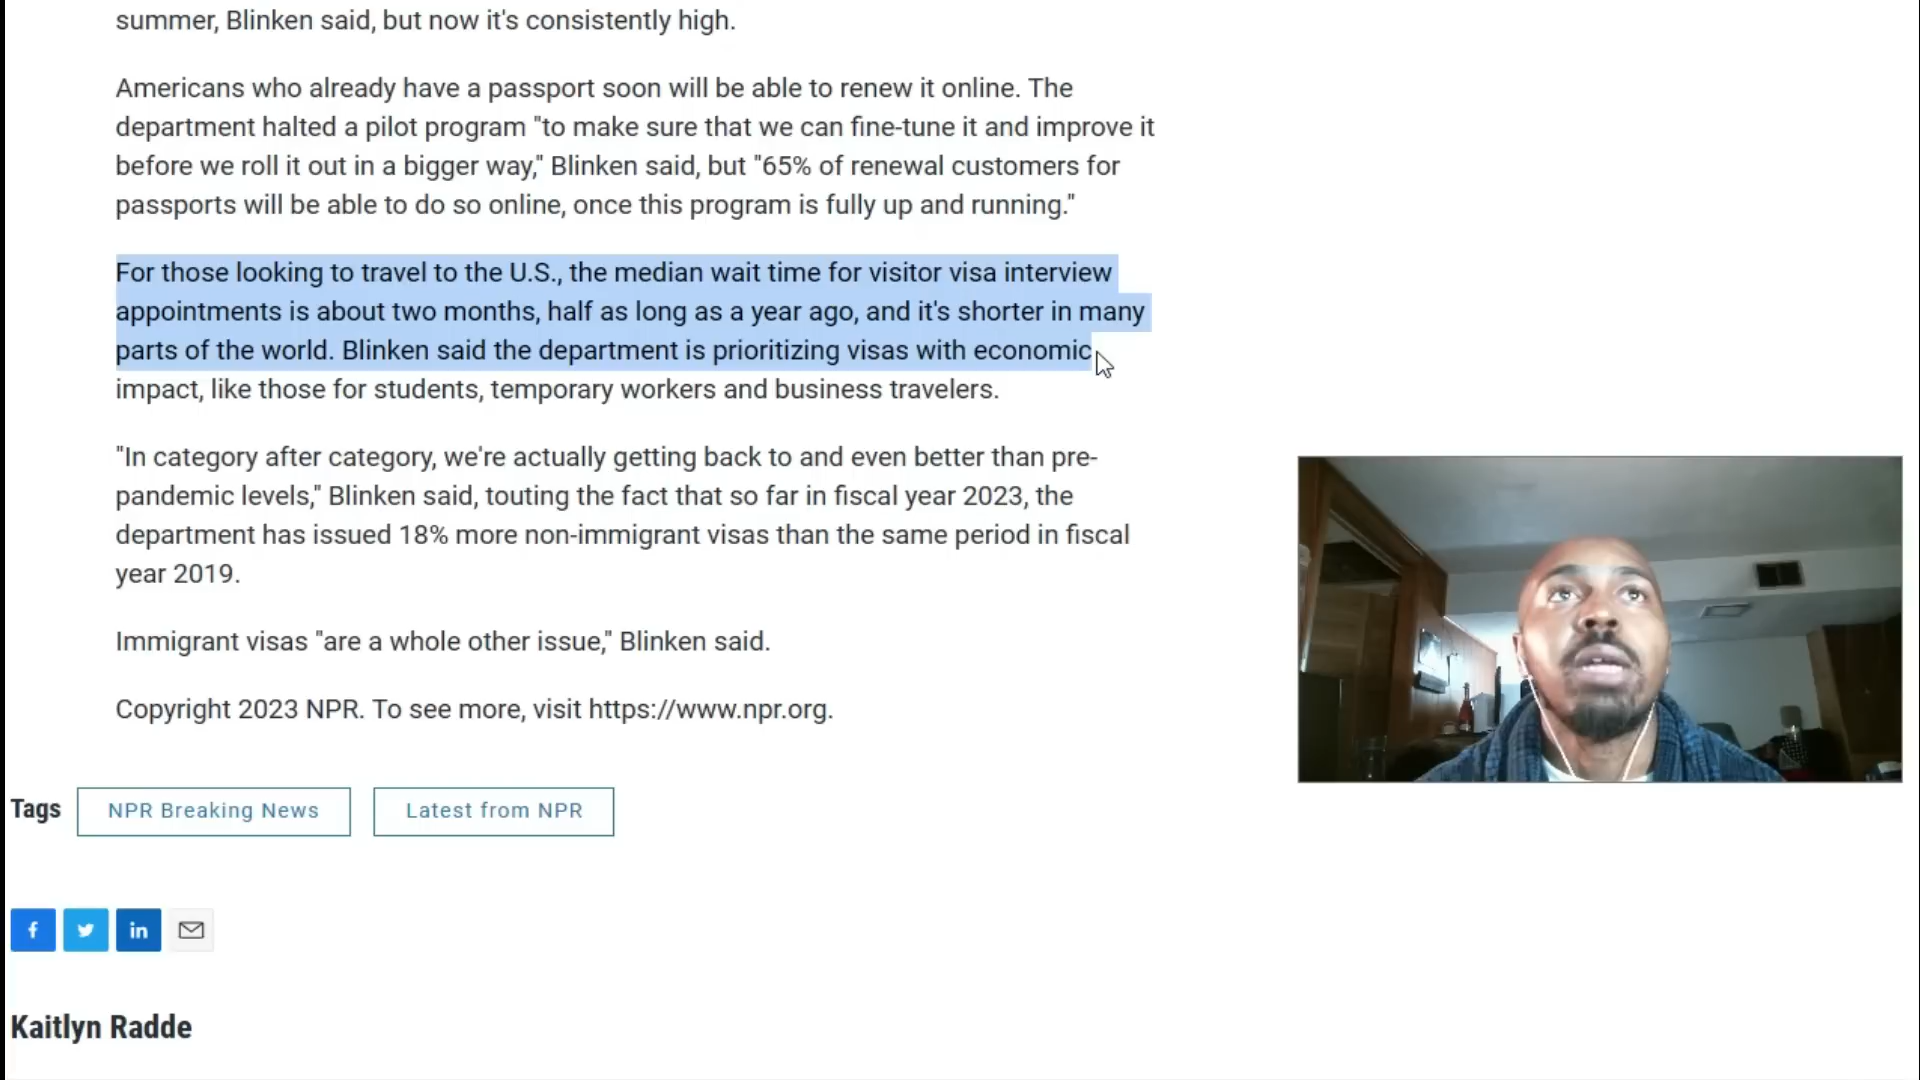 summer, Blinken said, but now it's consistently high.
Americans who already have a passport soon will be able to renew it online. The
department halted a pilot program "to make sure that we can fine-tune it and improve it
before we roll it out in a bigger way," Blinken said, but "65% of renewal customers for
passports will be able to do so online, once this program is fully up and running."
For those looking to travel to the U.S., the median wait time for visitor visa interview
appointments is about two months, half as long as a year ago, and it's shorter in many
parts of the world. Blinken said the department is prioritizing visas with economic
impact, like those for students, temporary workers and business travelers.
"In category after category, we're actually getting back to and even better than pre-
pandemic levels," Blinken said, touting the fact that so far in fiscal year 2023, the
department has issued 18% more non-immigrant visas than the same period in fiscal
year 2019.
Immigrant visas "are a whole other issue," Blinken said.
Copyright 2023 NPR. To see more, visit https://www.npr.org.
Tags NPR Breaking News Latest from NPR
Kaitlyn Radde